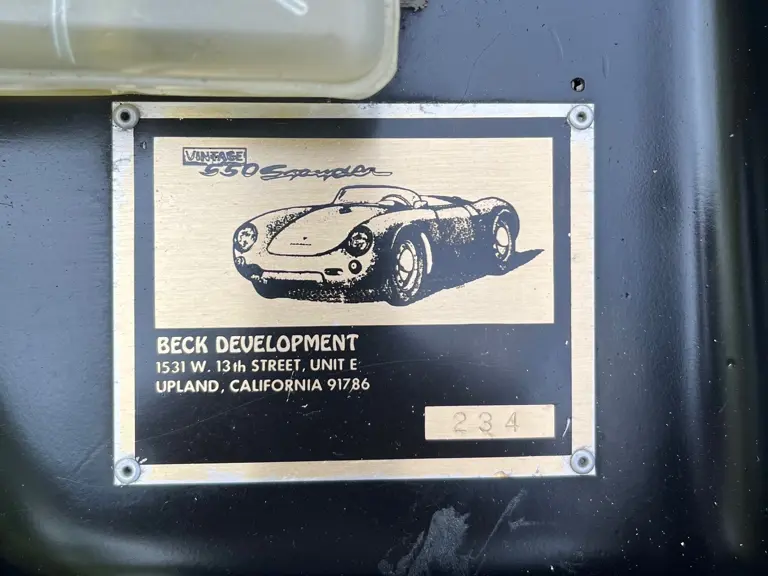 VINTAGE
550 Spyder
BECK DEVELOPMENT
1531 W. 13th STREET, UNIT E
UPLAND, CALIFORNIA 91786
234